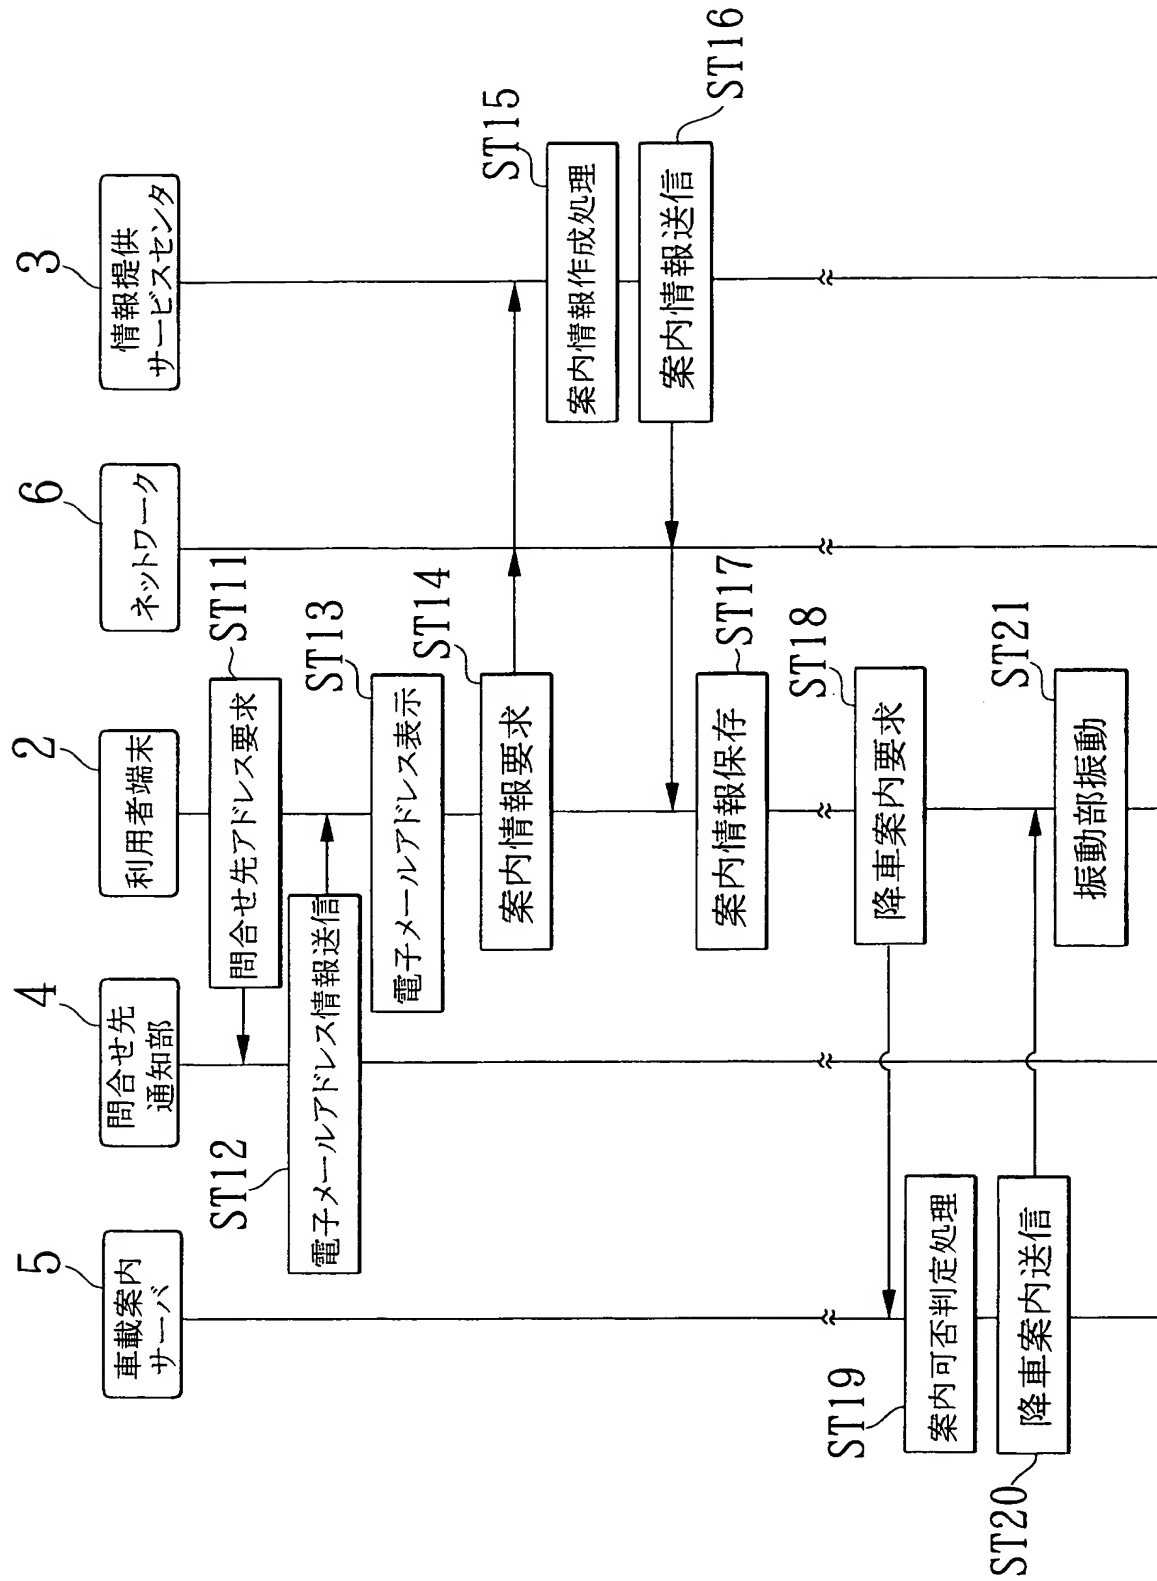 5
車載案内
サーバ
4
問合せ先
通知部
2
利用者端末
6
ネットワーク
3
情報提供
サービスセンタ
ST11
問合せ先アドレス要求
ST12
電子メールアドレス情報送信
ST13
電子メールアドレス表示
ST14
案内情報要求
ST15
案内情報作成処理
ST16
案内情報送信
ST17
案内情報保存
ST18
降車案内要求
ST19
案内可否判定処理
ST20
降車案内送信
ST21
振動部振動